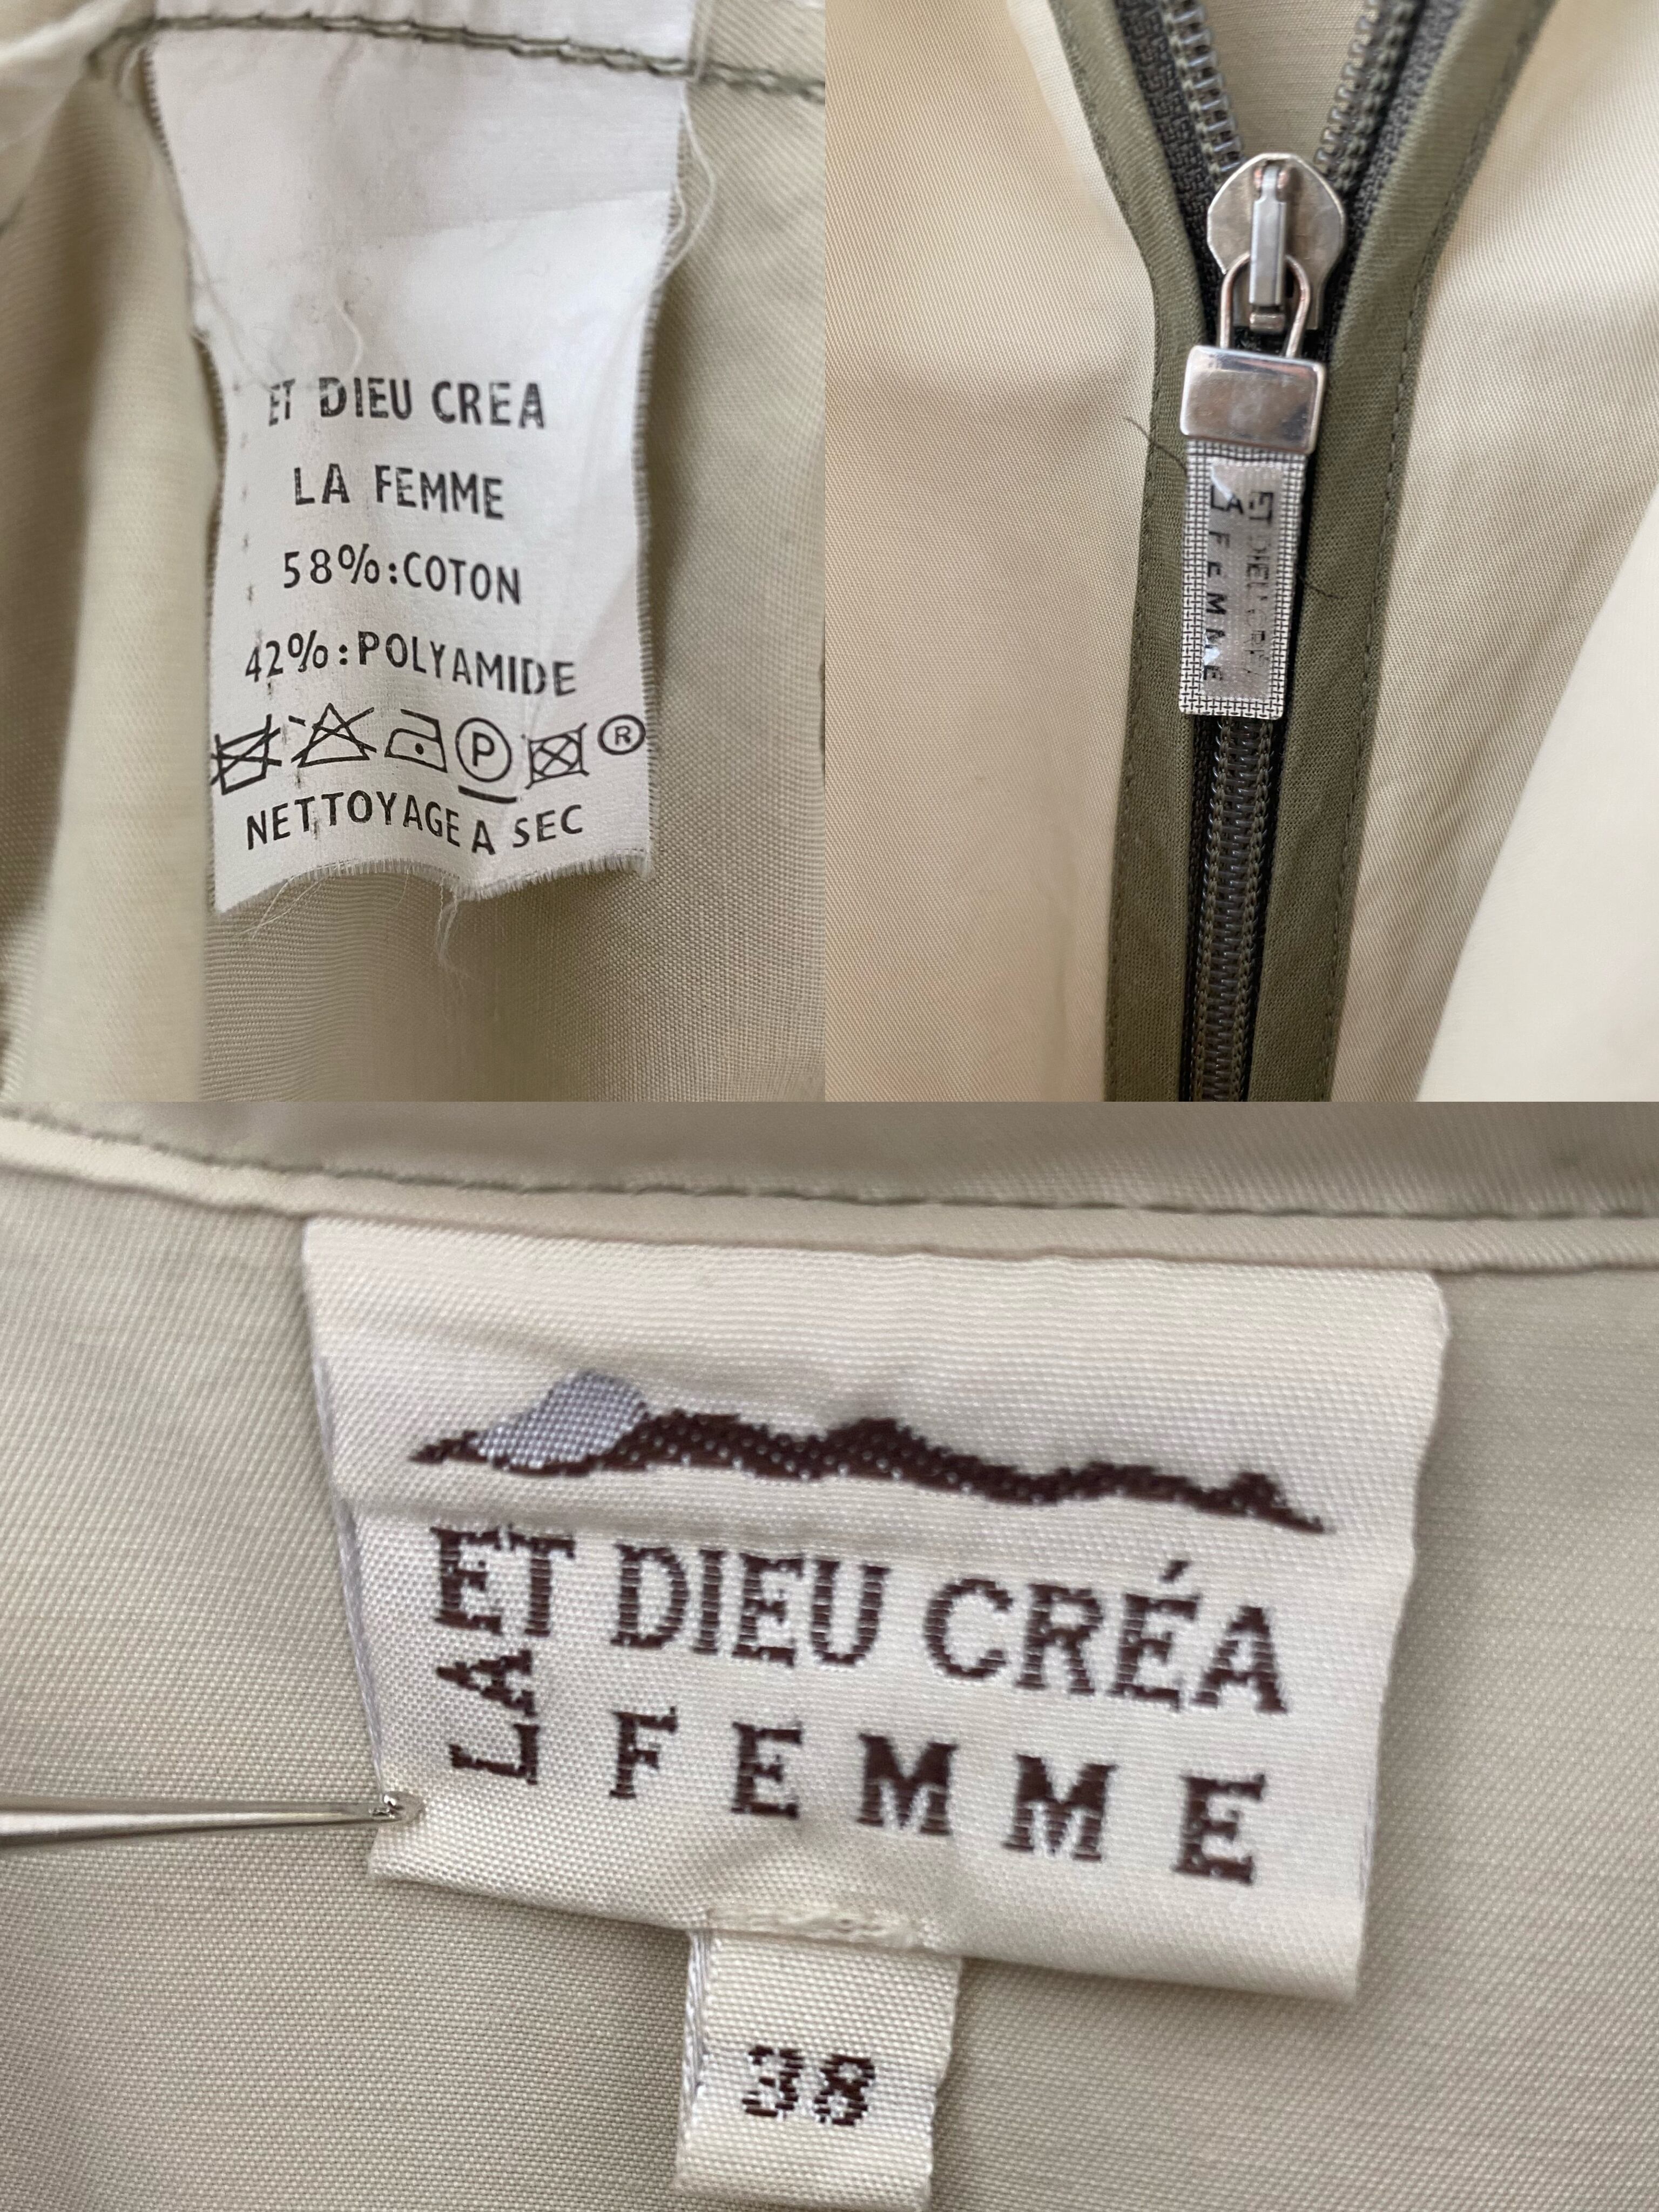 ET DIEU CREA
LA FEMME
58%:COTON
42%:POLYAMIDE
P ®
NETTOYAGE A SEC
ET DIEU CRÉA
LA FEMME
ET DIEU CRÉA
LA FEMME
38